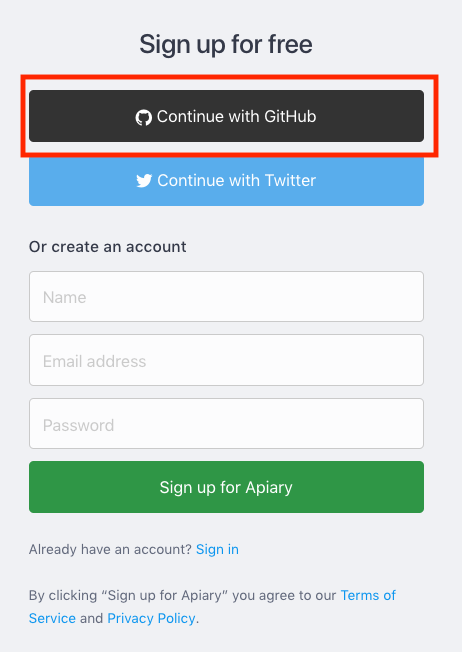 Sign up for free
Continue with GitHub
Continue with Twitter
Or create an account
Name
Email address
Password
Sign up for Apiary
Already have an account? Sign in
By clicking “Sign up for Apiary” you agree to our Terms of
Service and Privacy Policy.